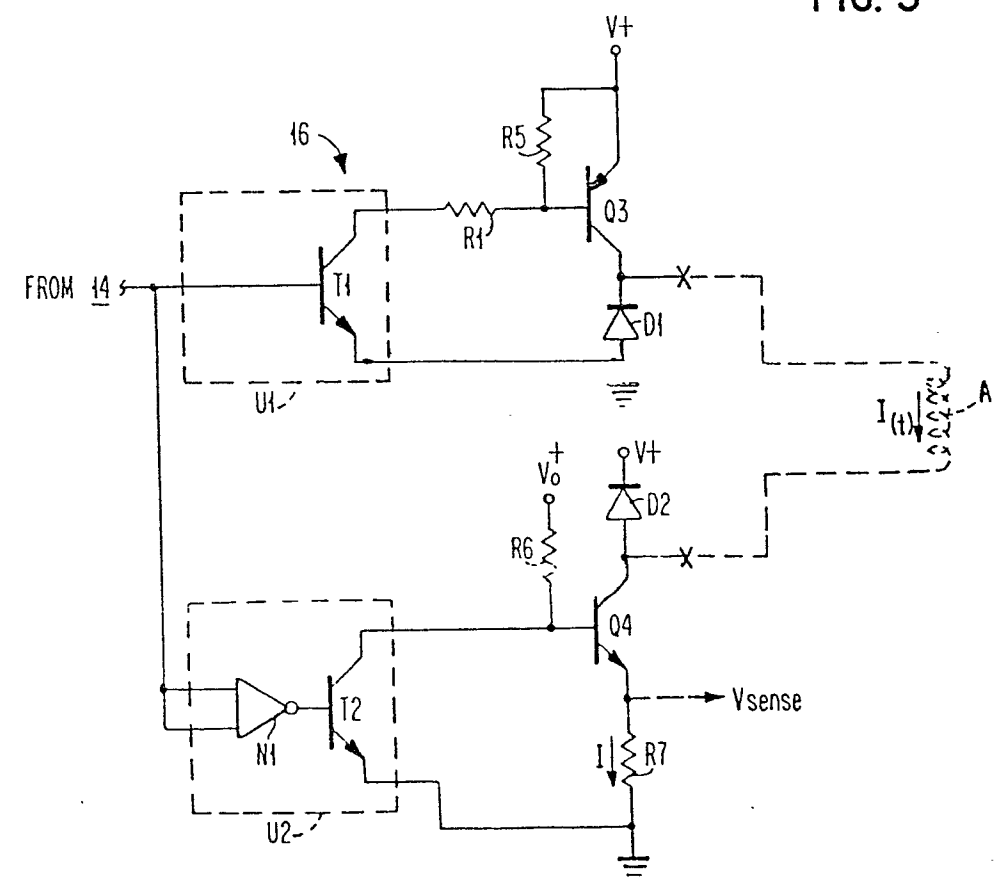 FIG. 5
V+
16
R5
Q3
R1
FROM 14
T1
D1
U1
A
I(t)
V+
Vo+
D2
R6
Q4
T2
Vsense
N1
I
R7
U2